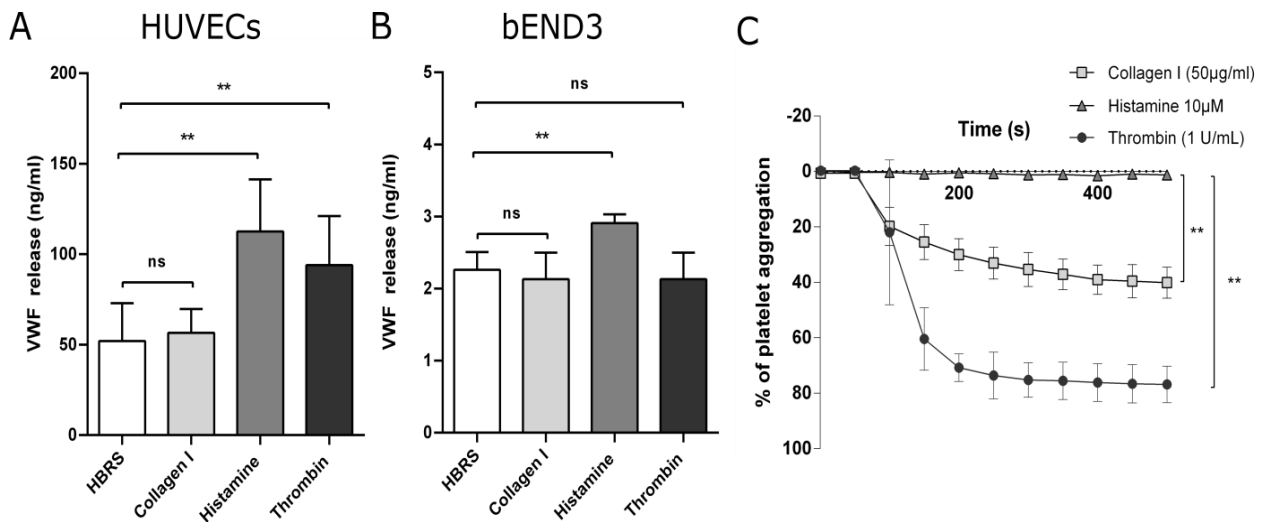 A
HUVECs
VWF release (ng/ml)
200
150
100
50
0
**
**
ns
HBRS
Collagen I
Histamine
Thrombin
B
bEND3
VWF release (ng/ml)
5
4
3
2
1
0
ns
**
ns
HBRS
Collagen I
Histamine
Thrombin
C
Collagen I (50µg/ml)
Histamine 10µM
Thrombin (1 U/mL)
% of platelet aggregation
-20
0
20
40
60
80
100
Time (s)
200
400
**
**